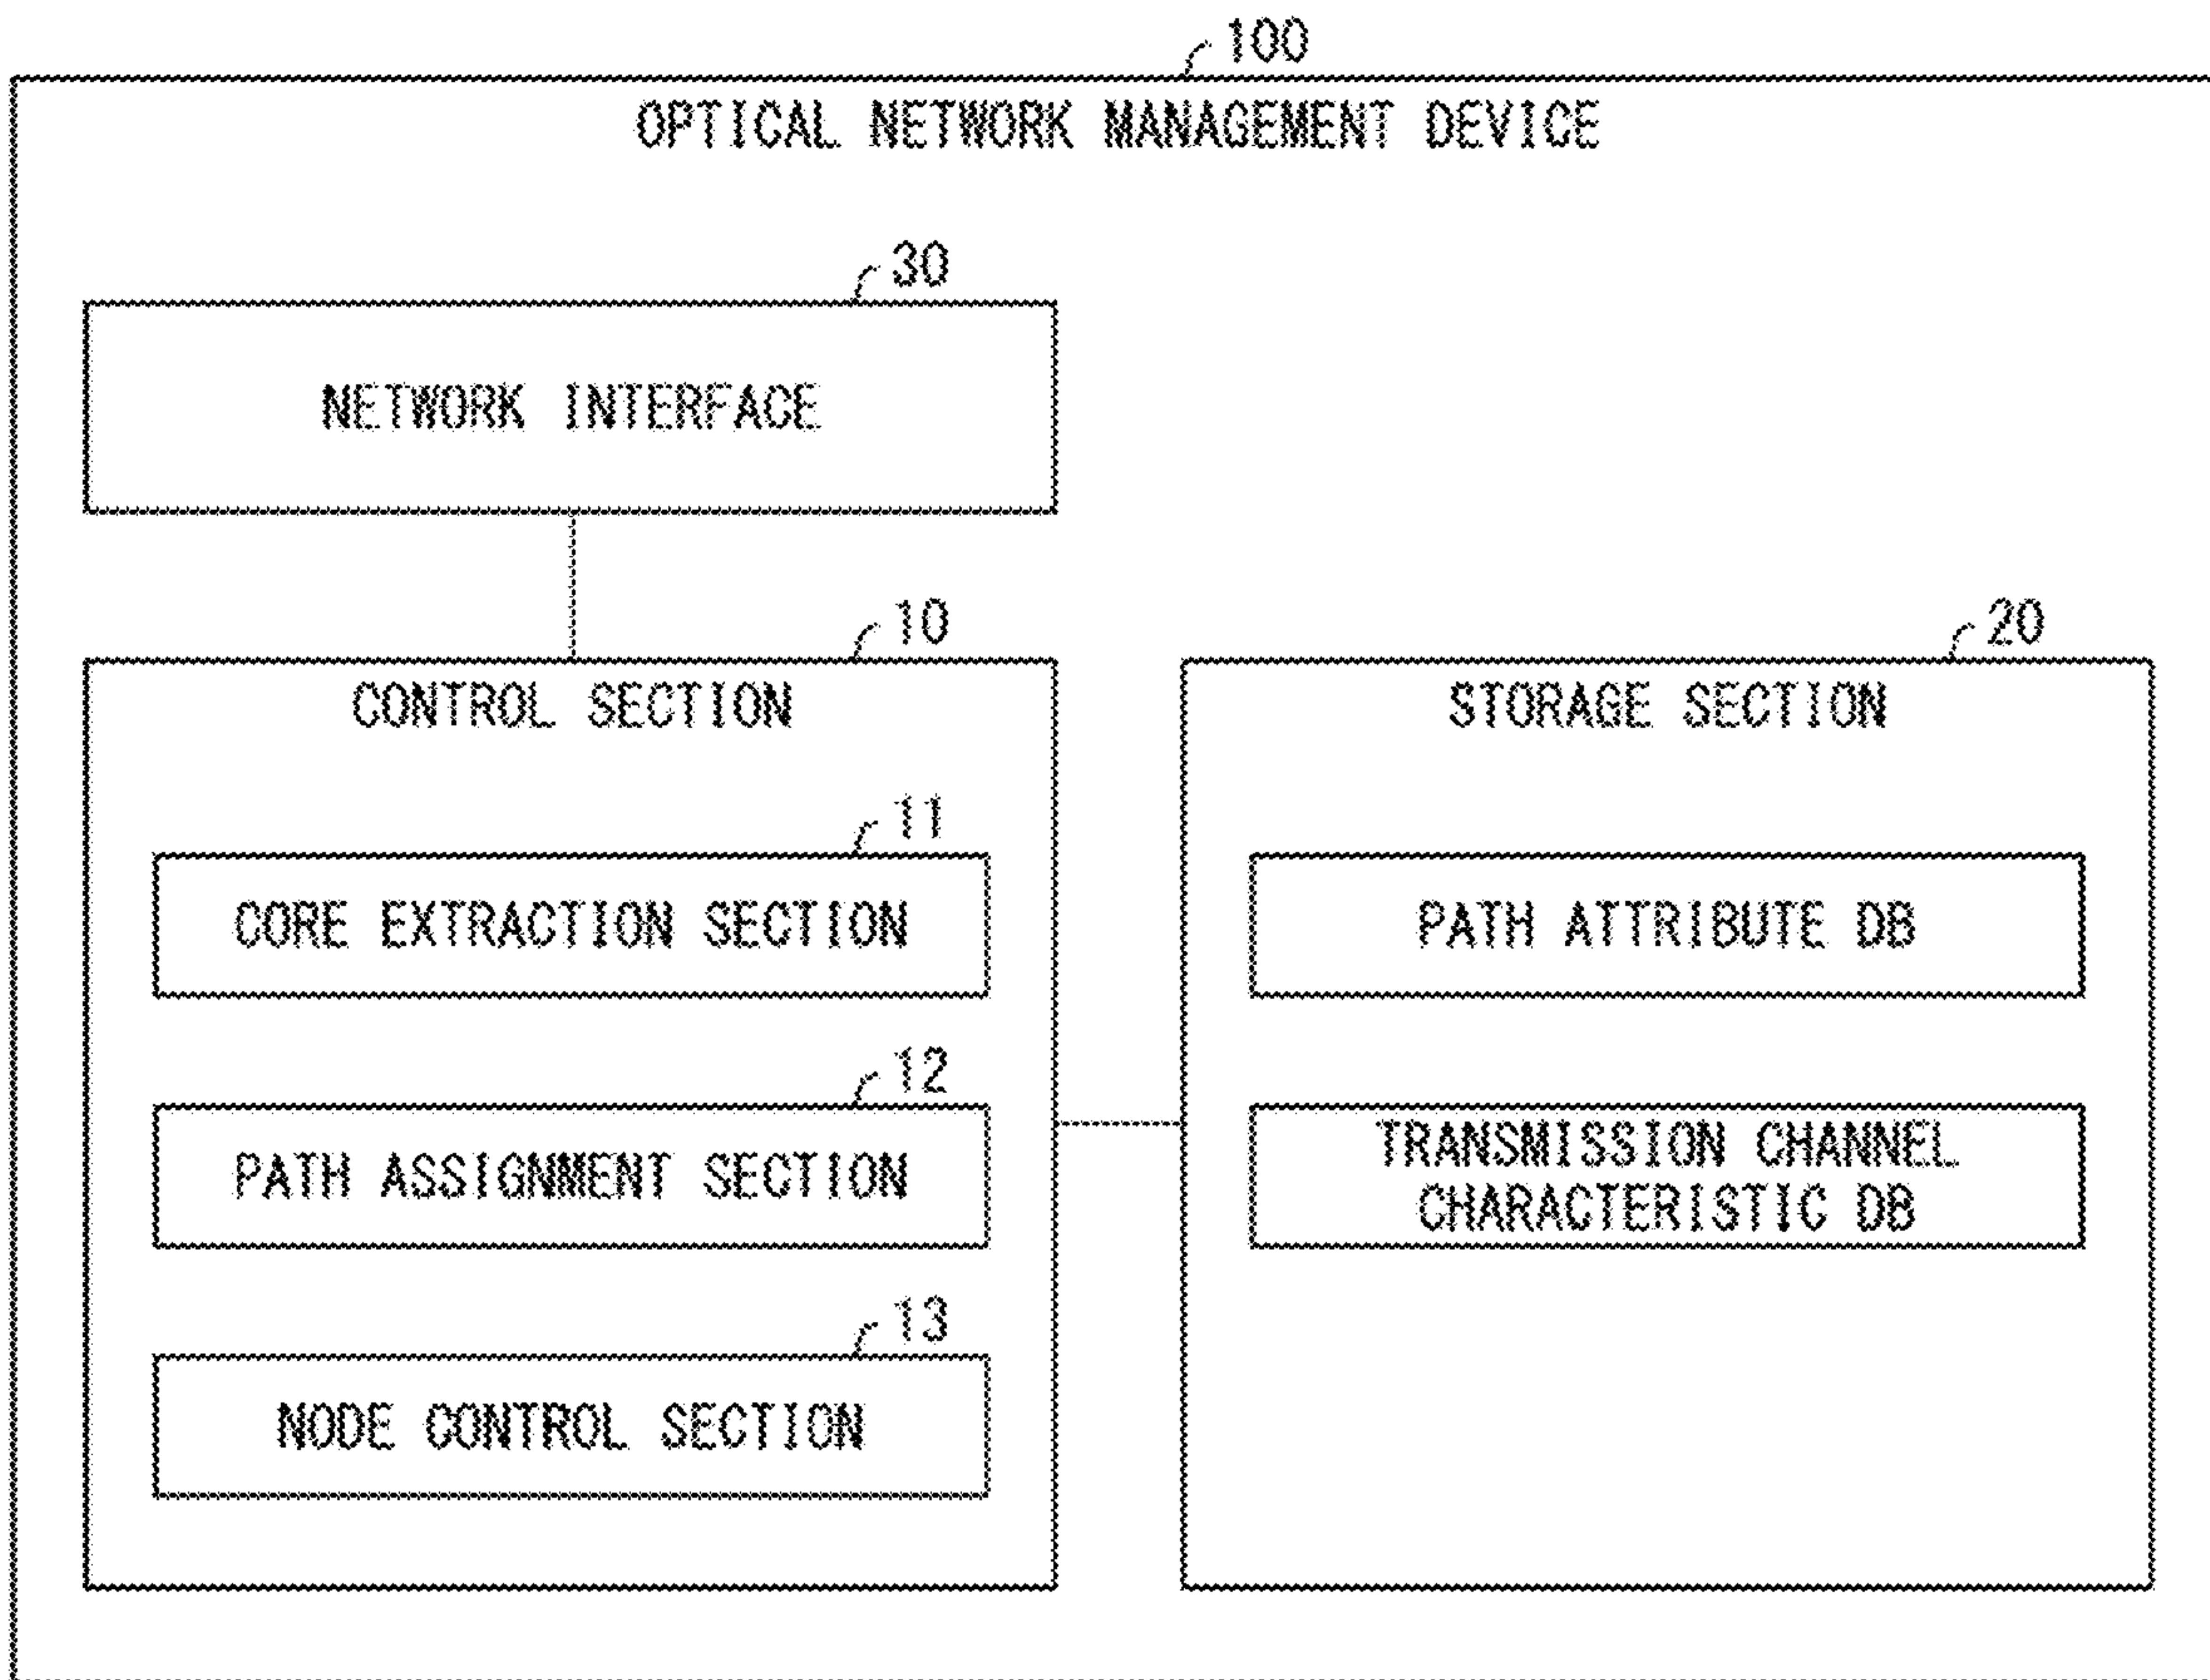 100
OPTICAL NETWORK MANAGEMENT DEVICE
30
NETWORK INTERFACE
10
CONTROL SECTION
11
CORE EXTRACTION SECTION
12
PATH ASSIGNMENT SECTION
13
NODE CONTROL SECTION
20
STORAGE SECTION
PATH ATTRIBUTE DB
TRANSMISSION CHANNEL
CHARACTERISTIC DB